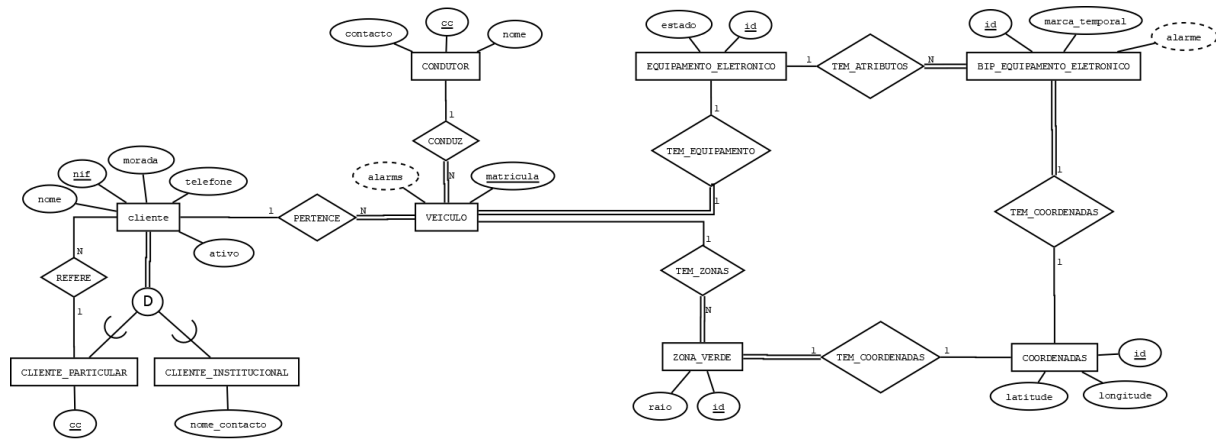 cc
contacto
nome
CONDUTOR
1
CONDUZ
N
estado
id
EQUIPAMENTO_ELETRONICO
1
TEM_ATRIBUTOS
N
id
marca_temporal
alarme
BIP_EQUIPAMENTO_ELETRONICO
1
TEM_EQUIPAMENTO
1
1
TEM_COORDENADAS
1
morada
nif
telefone
nome
cliente
ativo
1
PERTENCE
N
alarms
matricula
VEICULO
N
REFERE
1
D
1
TEM_ZONAS
N
ZONA_VERDE
1
TEM_COORDENADAS
1
COORDENADAS
id
raio
id
latitude
longitude
CLIENTE_PARTICULAR
CLIENTE_INSTITUCIONAL
cc
nome_contacto